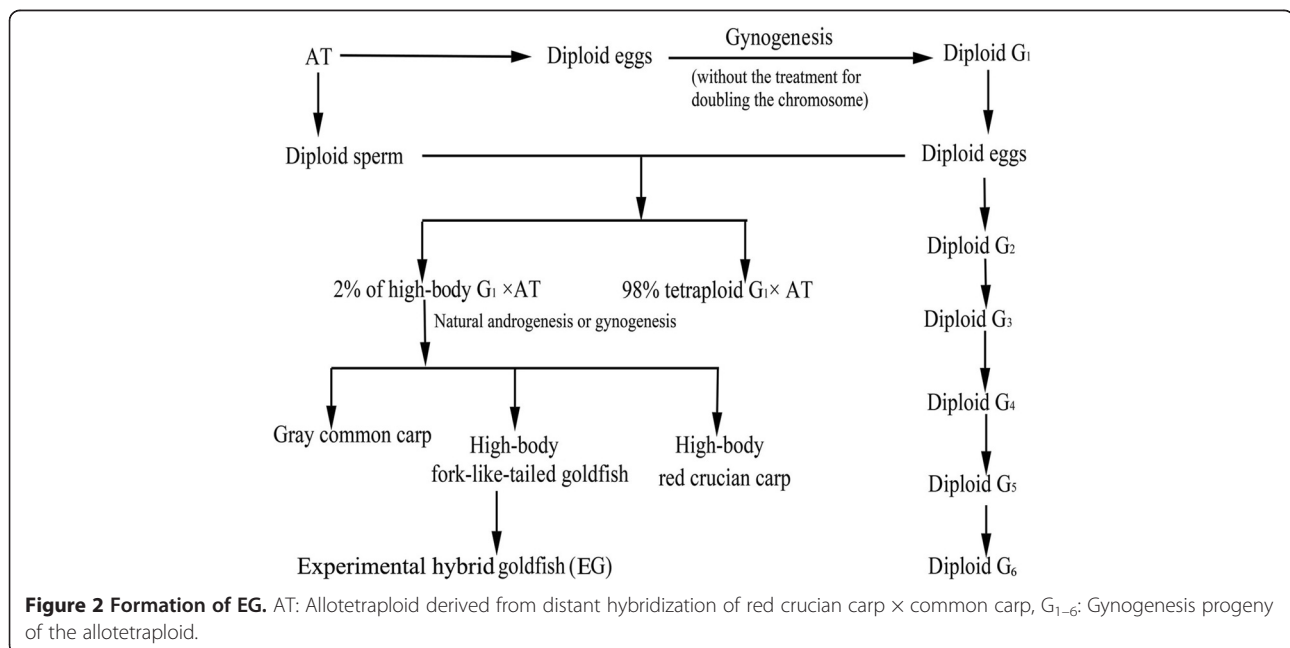 AT
Diploid eggs
Gynogenesis
(without the treatment for
doubling the chromosome)
Diploid G₁
Diploid sperm
Diploid eggs
Diploid G₂
2% of high-body G₁ ×AT
98% tetraploid G₁× AT
Natural androgenesis or gynogenesis
Diploid G₃
Diploid G₄
Gray common carp
High-body
fork-like-tailed goldfish
High-body
red crucian carp
Diploid G₅
Experimental hybrid goldfish (EG)
Diploid G₆
Figure 2 Formation of EG. AT: Allotetraploid derived from distant hybridization of red crucian carp × common carp, G₁₋₆: Gynogenesis progeny
of the allotetraploid.